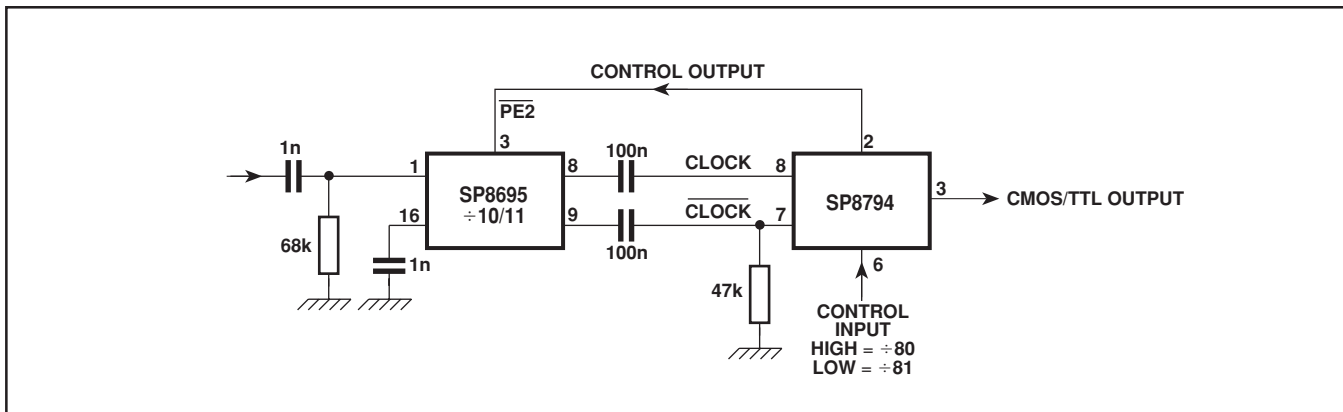 CONTROL OUTPUT
PE2
3
2
1n
1
SP8695
÷10/11
16
8
9
100n
100n
CLOCK
CLOCK
8
7
SP8794
3
CMOS/TTL OUTPUT
68k
1n
47k
6
CONTROL
INPUT
HIGH = ÷80
LOW = ÷81